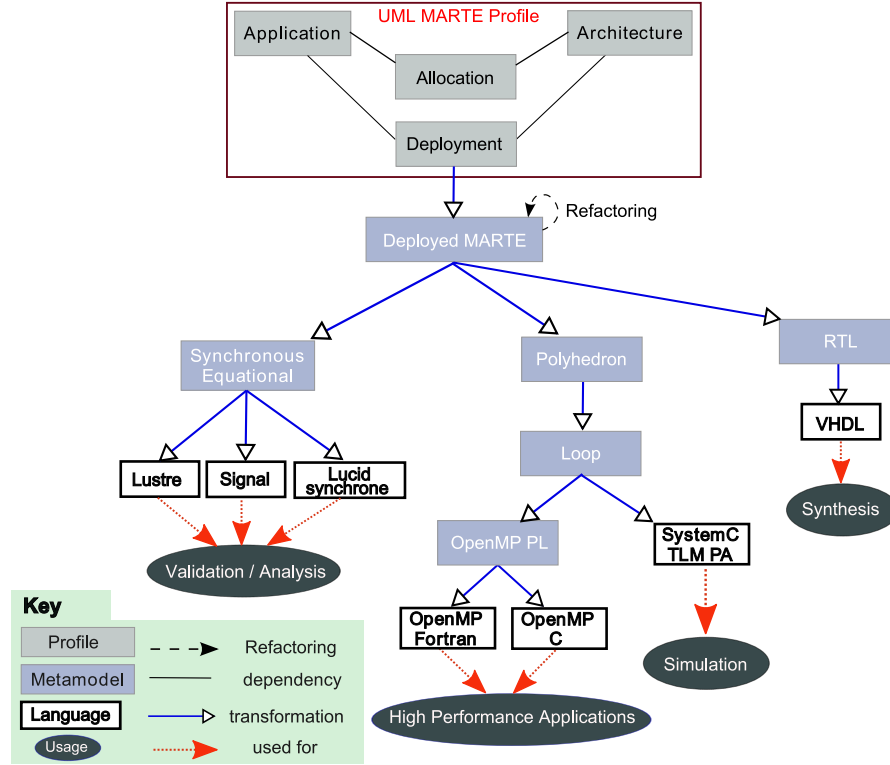 UML MARTE Profile
Application
Architecture
Allocation
Deployment
Refactoring
Deployed MARTE
Synchronous
Equational
Polyhedron
RTL
VHDL
Loop
Lustre
Signal
Lucid
synchrone
Synthesis
OpenMP PL
SystemC
TLM PA
Validation / Analysis
OpenMP
Fortran
OpenMP
C
Simulation
High Performance Applications
Key
Profile
Refactoring
Metamodel
dependency
Language
transformation
Usage
used for